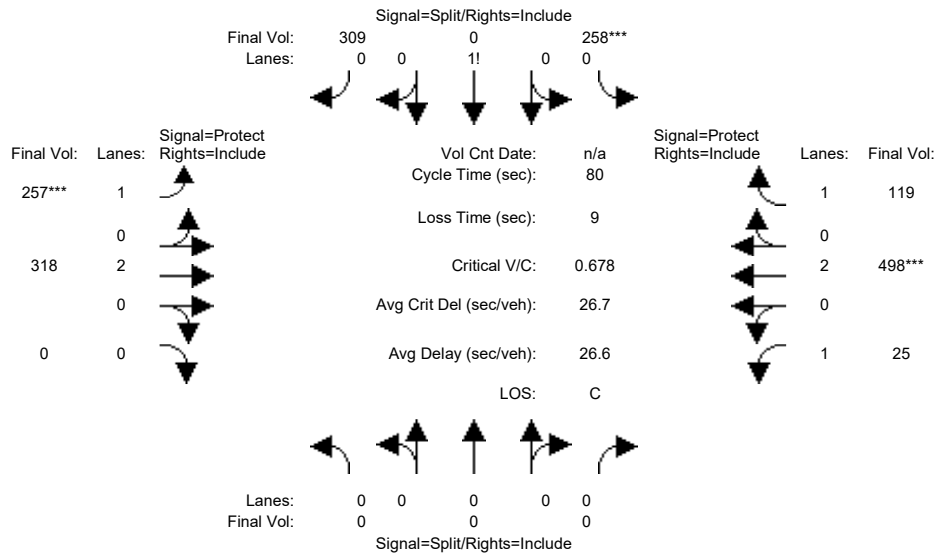 Signal=Split/Rights=Include
Final Vol: 309 0 258***
Lanes: 0 0 1! 0 0
Signal=Protect Signal=Protect
Final Vol: Lanes: Rights=Include Vol Cnt Date: n/a Rights=Include Lanes: Final Vol:
Cycle Time (sec): 80
257*** 1 1 119
Loss Time (sec): 9
0 0
318 2 Critical V/C: 0.678 2 498***
0 Avg Crit Del (sec/veh): 26.7 0
0 0 Avg Delay (sec/veh): 26.6 1 25
LOS: C
Lanes: 0 0 0 0 0
Final Vol: 0 0 0
Signal=Split/Rights=Include